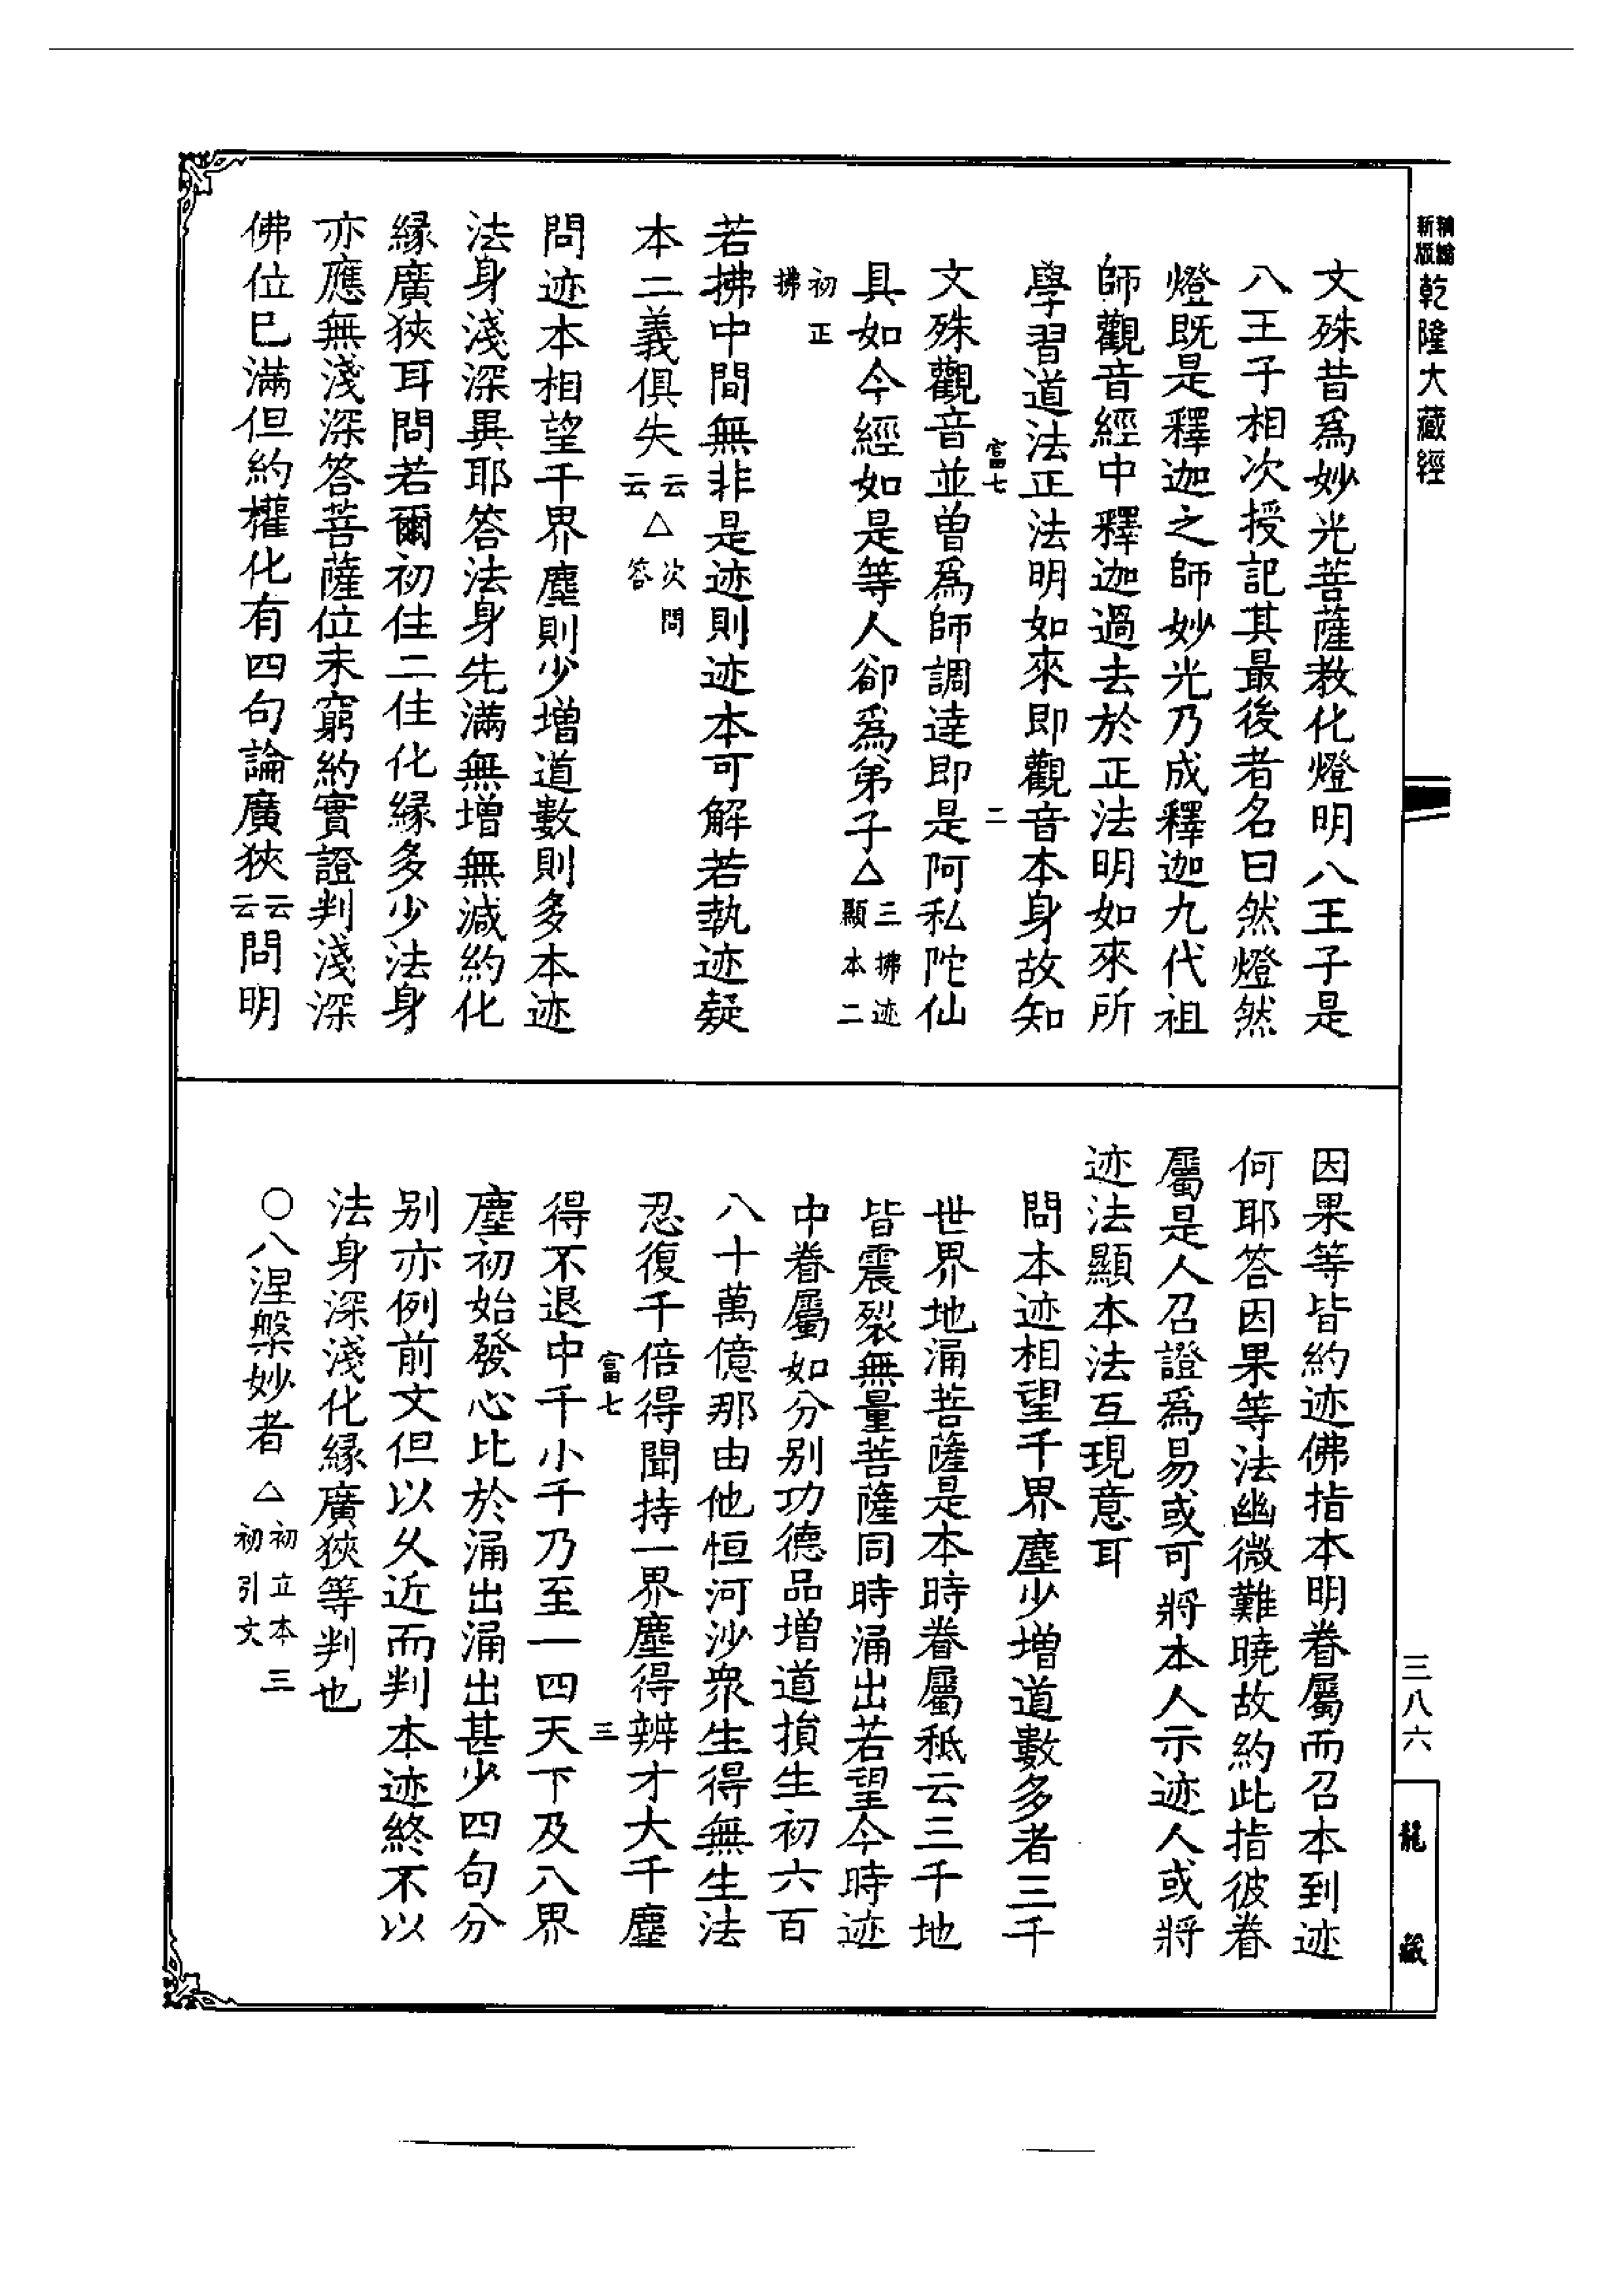 新編縮版 乾隆大藏經
文殊昔爲妙光菩薩教化燈明八王子是
八王子相次授記其最後者名曰然燈然
燈既是釋迦之師妙光乃成釋迦九代祖
師觀音經中釋迦過去於正法明如來所
學習道法正法明如來即觀音本身故知
富七 二
文殊觀音並曾爲師調達即是阿私陀仙
具如今經如是等人卻爲弟子△三拂迹顯本二
初正拂
若拂中間無非是迹則迹本可解若執迹疑
本二義俱失云云△次問答
問迹本相望千界塵則少增道數則多本迹
法身淺深異耶答法身先滿無增無減約化
緣廣狹耳問若爾初住二住化緣多少法身
亦應無淺深答菩薩位未窮約實證判淺深
佛位已滿但約權化有四句論廣狹云云問明
因果等皆約迹佛指本明眷屬而召本到迹
何耶答因果等法幽微難曉故約此指彼眷
屬是人召證爲易或可將本人示迹人或將
迹法顯本法互現意耳
問本迹相望千界塵少增道數多者三千
世界地涌菩薩是本時眷屬秖云三千地
皆震裂無量菩薩同時涌出若望今時迹
中眷屬如分别功德品增道損生初六百
八十萬億那由他恒河沙衆生得無生法
忍復千倍得聞持一界塵得辨才大千塵
富七 三
得不退中千小千乃至一四天下及八界
塵初始發心比於涌出涌出甚少四句分
别亦例前文但以久近而判本迹終不以
法身深淺化緣廣狹等判也
○八涅槃妙者△初立本三初引文
三八六
龍藏